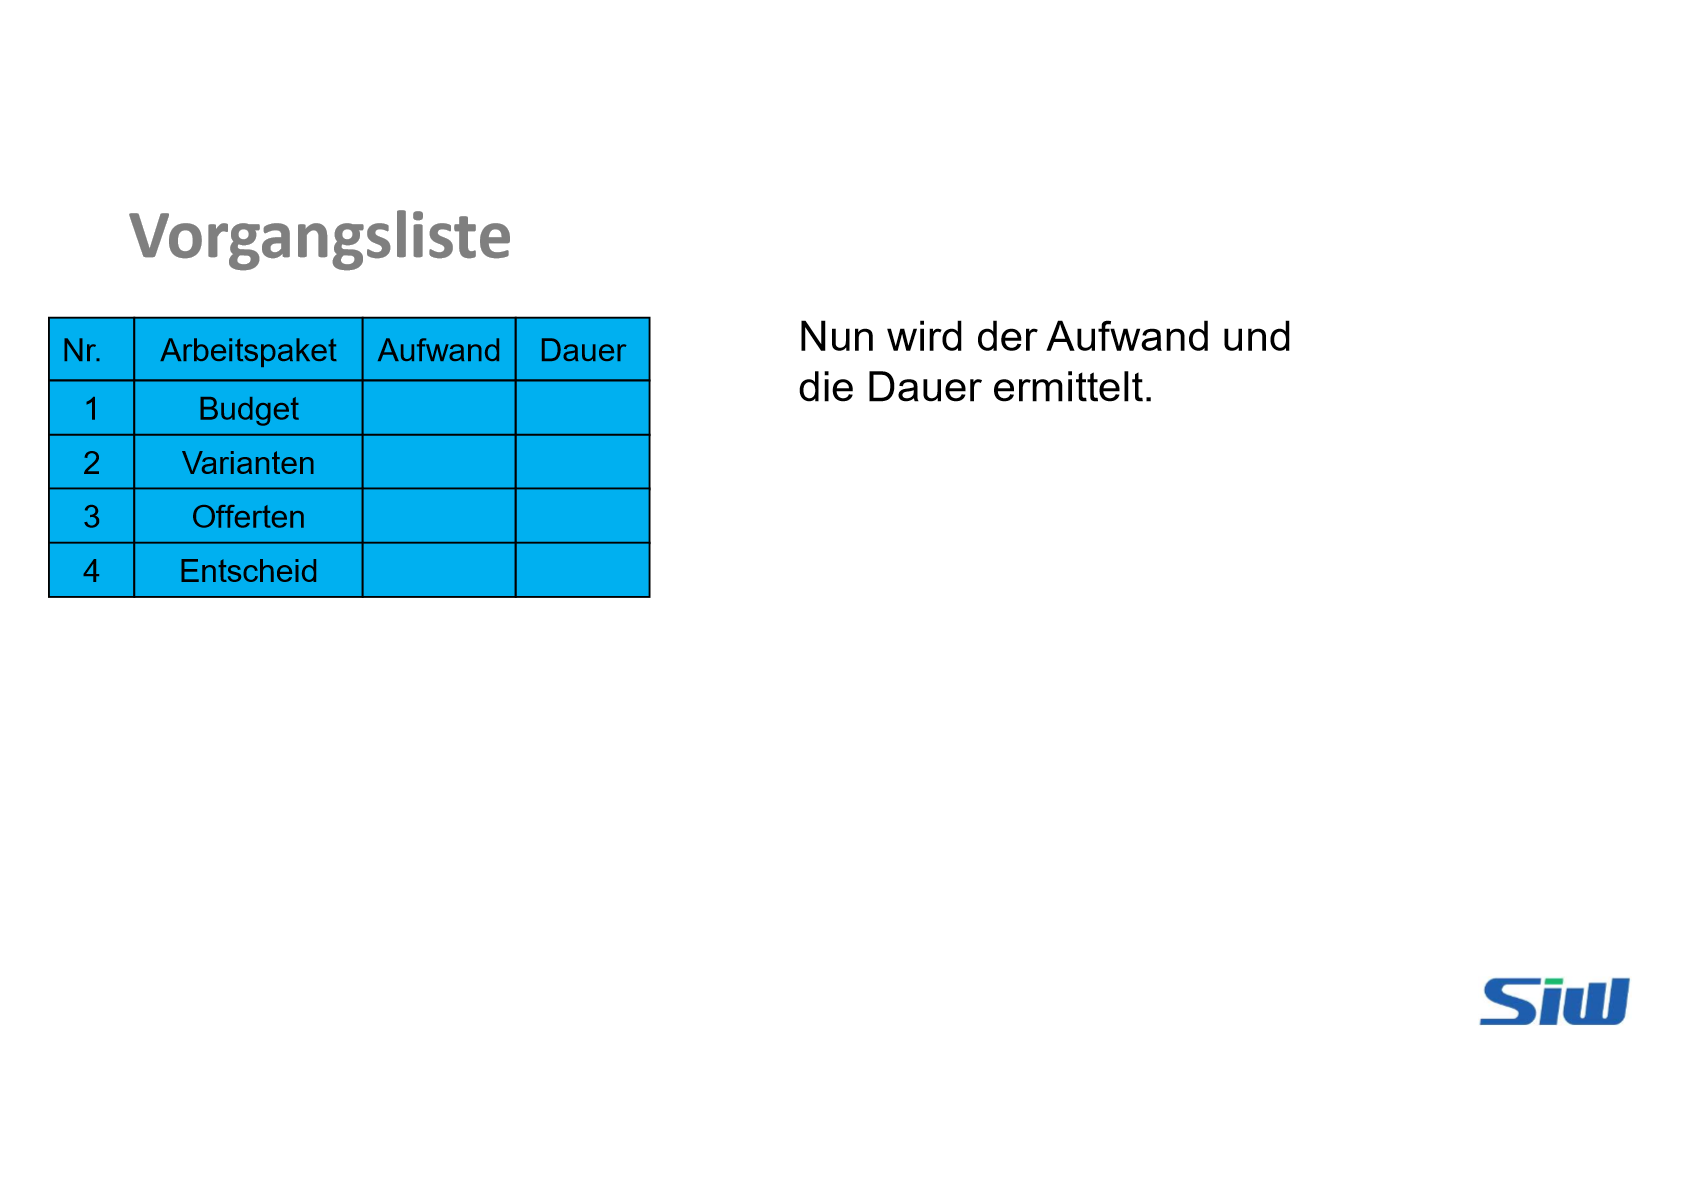 Vorgangsliste
Nr. Arbeitspaket Aufwand Dauer
1 Budget
2 Varianten
3 Offerten
4 Entscheid
Nun wird der Aufwand und
die Dauer ermittelt.
Siw